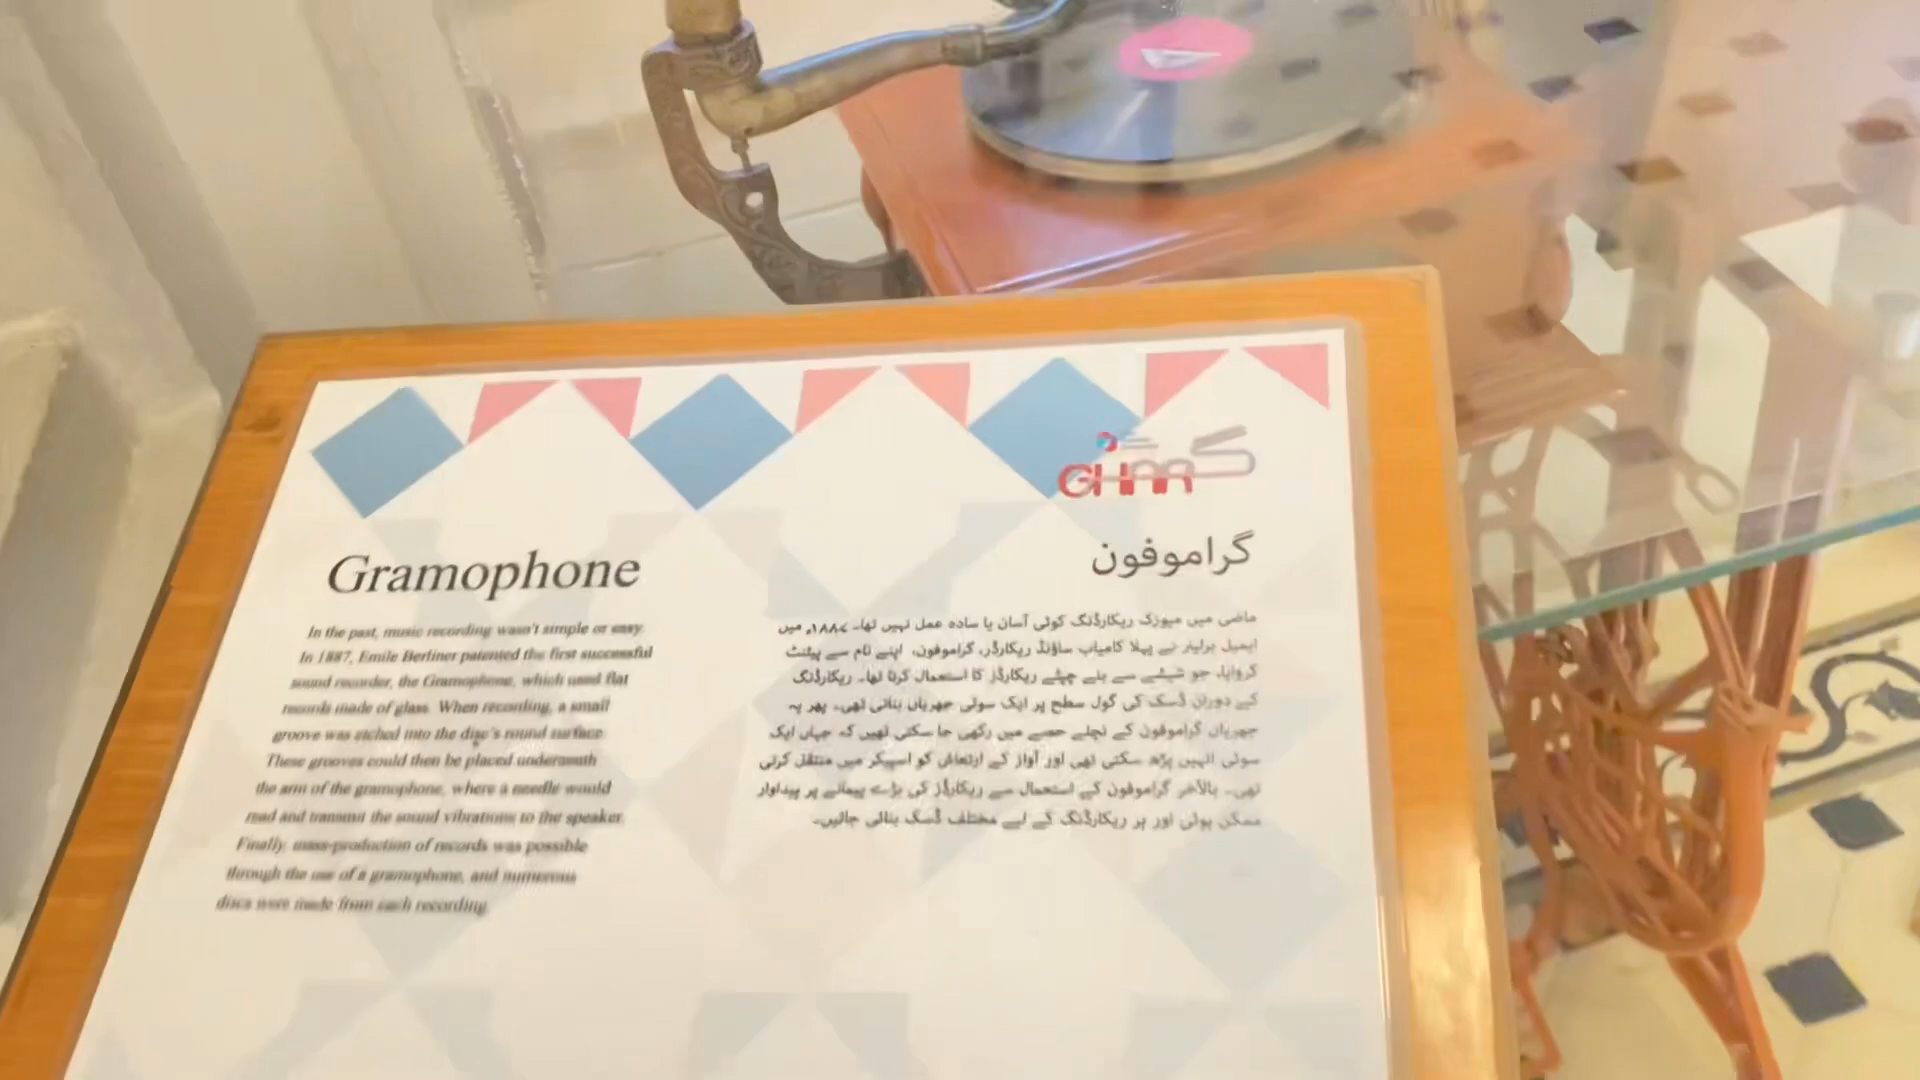 گھر
GHAR
Gramophone
In the past, music recording wasn't simple or easy.
In 1887, Emile Berliner patented the first successful
sound recorder, the Gramophone, which used flat
records made of glass. When recording, a small
groove was etched into the disc's round surface.
These grooves could then be placed underneath
the arm of the gramophone, where a needle would
read and transmit the sound vibrations to the speaker.
Finally, mass-production of records was possible
through the use of a gramophone, and numerous
discs were made from each recording.
گراموفون
ماضی میں میوزک ریکارڈنگ کوئی آسان یا سادہ عمل نہیں تھا۔ ۱۸۸۷ء میں
ایمیل برلینر نے پہلا کامیاب ساؤنڈ ریکارڈر، گراموفون، اپنے نام سے پیٹنٹ
کروایا۔ جو شیشے سے بنے چپٹے ریکارڈز کا استعمال کرتا تھا۔ ریکارڈنگ
کے دوران ڈسک کی گول سطح پر ایک سوئی جھریاں بناتی تھی۔ پھر یہ
جھریاں گراموفون کے نچلے حصے میں رکھی جا سکتی تھیں کہ جہاں ایک
سوئی انہیں پڑھ سکتی تھی اور آواز کے ارتعاش کو اسپیکر میں منتقل کرتی
تھی۔ بالآخر گراموفون کے استعمال سے ریکارڈز کی بڑے پیمانے پر پیداوار
ممکن ہوئی اور ہر ریکارڈنگ کے لیے مختلف ڈسک بنائی جاتیں۔